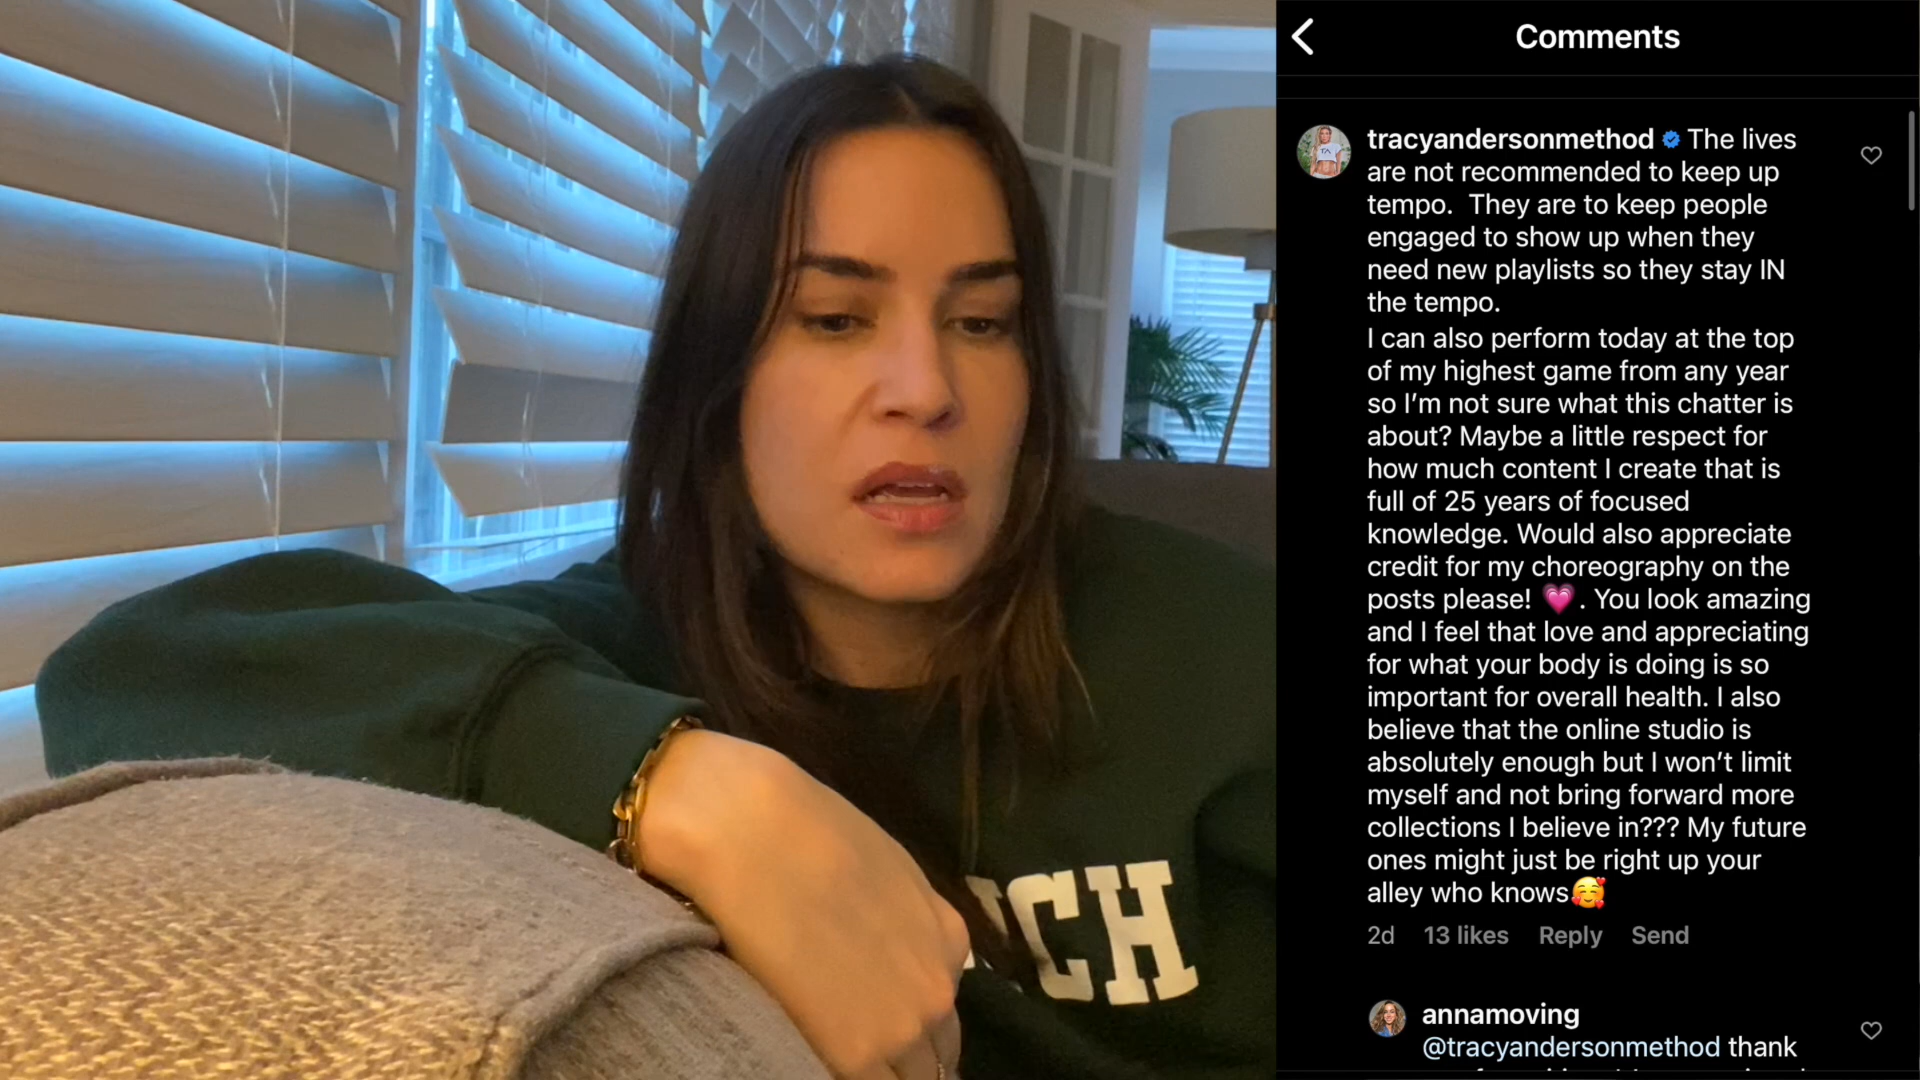 Comments
tracyandersonmethod The lives
are not recommended to keep up
tempo.  They are to keep people
engaged to show up when they
need new playlists so they stay IN
the tempo.
I can also perform today at the top
of my highest game from any year
so I’m not sure what this chatter is
about? Maybe a little respect for
how much content I create that is
full of 25 years of focused
knowledge. Would also appreciate
credit for my choreography on the
posts please! 💗. You look amazing
and I feel that love and appreciating
for what your body is doing is so
important for overall health. I also
believe that the online studio is
absolutely enough but I won’t limit
myself and not bring forward more
collections I believe in??? My future
ones might just be right up your
alley who knows🥰
2d 13 likes Reply Send
annamoving
@tracyandersonmethod thank
CH